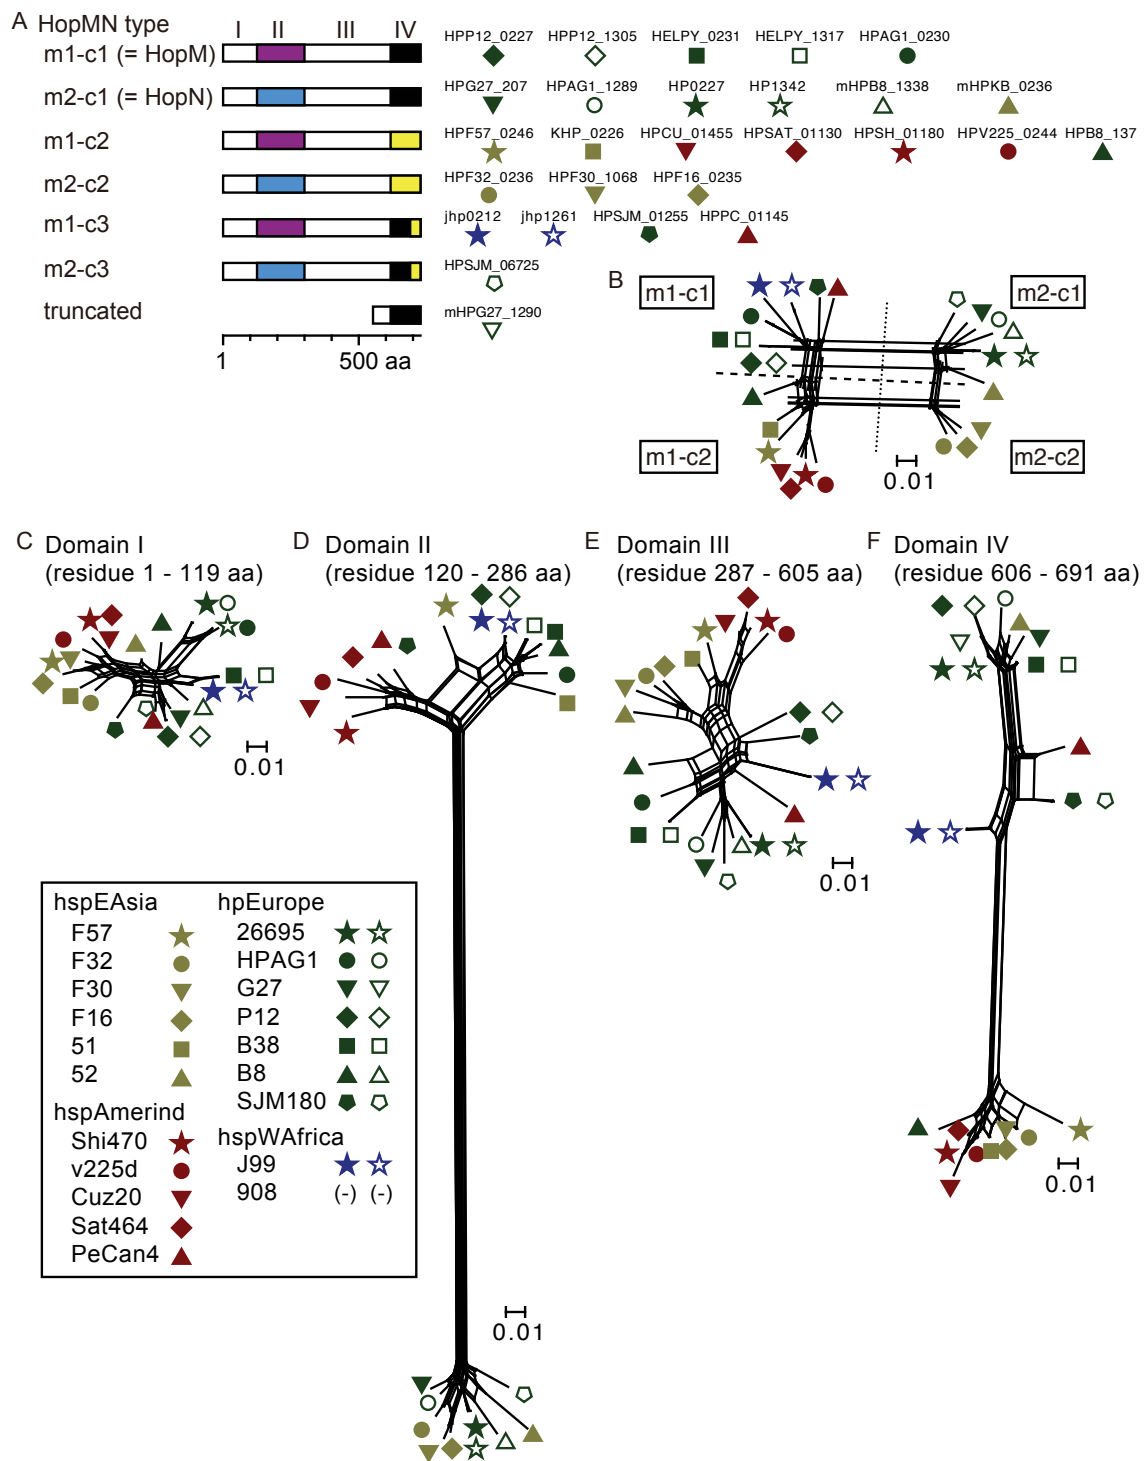 A HopMN type
I II III IV
m1-c1 (= HopM)
HPP12_0227 HPP12_1305 HELPY_0231 HELPY_1317 HPAG1_0230
m2-c1 (= HopN)
HPG27_207 HPAG1_1289 HP0227 HP1342 mHPB8_1338 mHPKB_0236
m1-c2
HPF57_0246 KHP_0226 HPCU_01455 HPSAT_01130 HPSH_01180 HPV225_0244 HPB8_137
m2-c2
HPF32_0236 HPF30_1068 HPF16_0235
m1-c3
jhp0212 jhp1261 HPSJM_01255 HPPC_01145
m2-c3
HPSJM_06725
truncated
mHPG27_1290
1 500 aa
B
m1-c1 m2-c1
m1-c2 m2-c2
0.01
C Domain I
(residue 1 - 119 aa)
0.01
D Domain II
(residue 120 - 286 aa)
0.01
E Domain III
(residue 287 - 605 aa)
0.01
F Domain IV
(residue 606 - 691 aa)
0.01
hspEAsia
F57
F32
F30
F16
51
52
hspAmerind
Shi470
v225d
Cuz20
Sat464
PeCan4
hpEurope
26695
HPAG1
G27
P12
B38
B8
SJM180
hspWAfrica
J99
908 (-) (-)